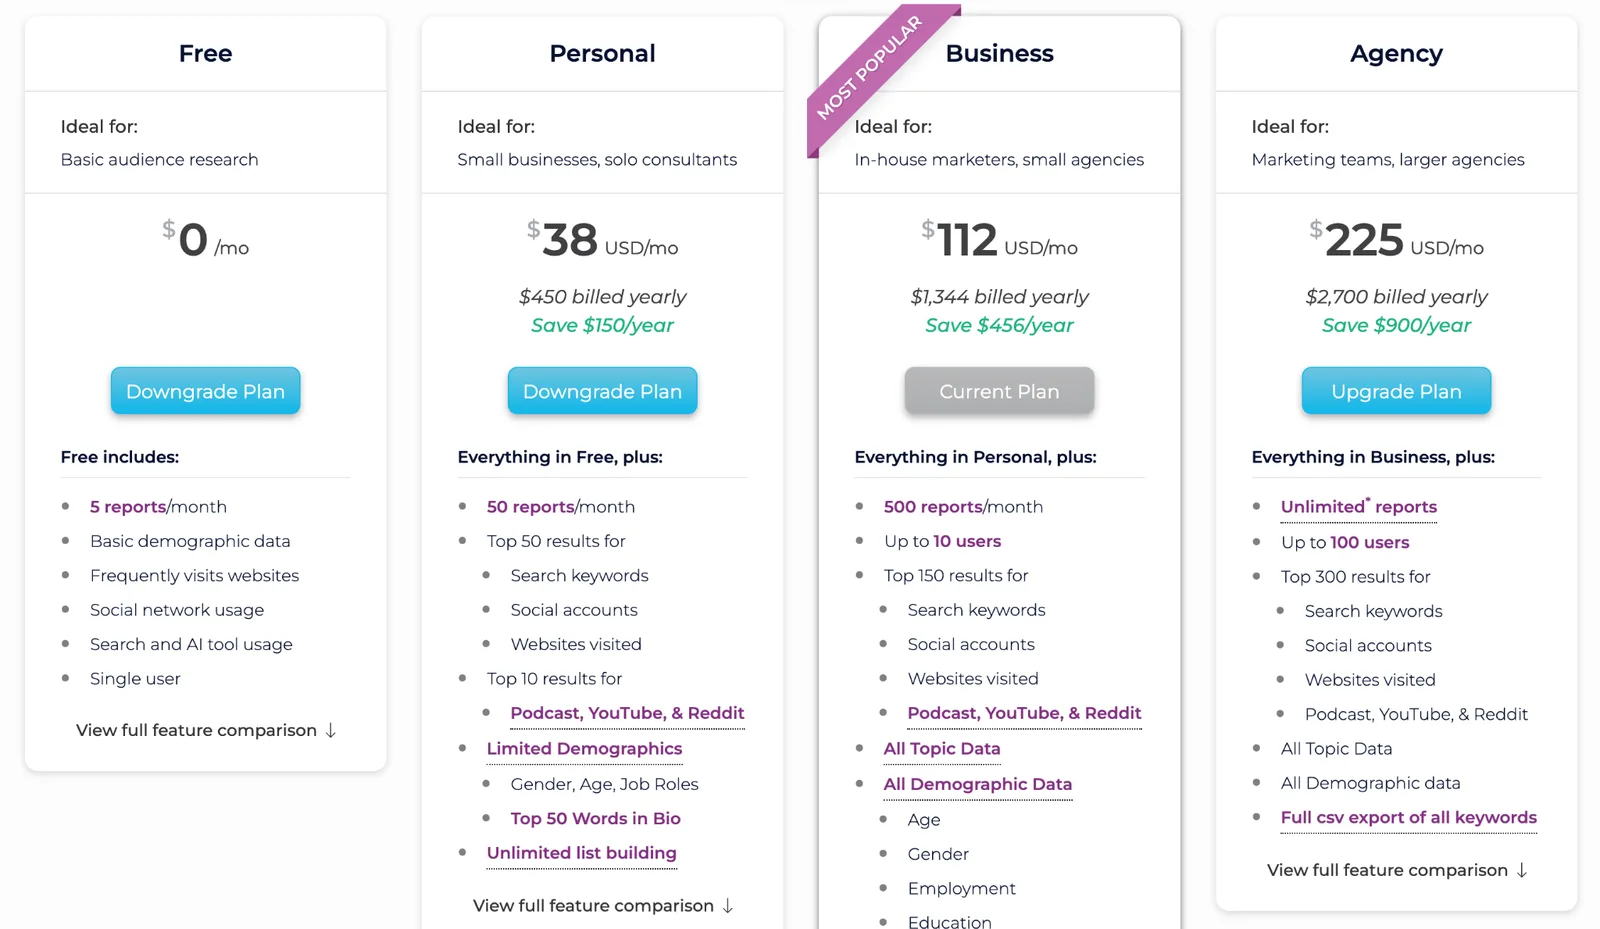 Free
Ideal for:
Basic audience research
$0 /mo
Downgrade Plan
Free includes:
5 reports/month
Basic demographic data
Frequently visits websites
Social network usage
Search and AI tool usage
Single user
View full feature comparison ↓
Personal
Ideal for:
Small businesses, solo consultants
$38 USD/mo
$450 billed yearly
Save $150/year
Downgrade Plan
Everything in Free, plus:
50 reports/month
Top 50 results for
Search keywords
Social accounts
Websites visited
Top 10 results for
Podcast, YouTube, & Reddit
Limited Demographics
Gender, Age, Job Roles
Top 50 Words in Bio
Unlimited list building
View full feature comparison ↓
MOST POPULAR
Business
Ideal for:
In-house marketers, small agencies
$112 USD/mo
$1,344 billed yearly
Save $456/year
Current Plan
Everything in Personal, plus:
500 reports/month
Up to 10 users
Top 150 results for
Search keywords
Social accounts
Websites visited
Podcast, YouTube, & Reddit
All Topic Data
All Demographic Data
Age
Gender
Employment
Education
Agency
Ideal for:
Marketing teams, larger agencies
$225 USD/mo
$2,700 billed yearly
Save $900/year
Upgrade Plan
Everything in Business, plus:
Unlimited* reports
Up to 100 users
Top 300 results for
Search keywords
Social accounts
Websites visited
Podcast, YouTube, & Reddit
All Topic Data
All Demographic data
Full csv export of all keywords
View full feature comparison ↓